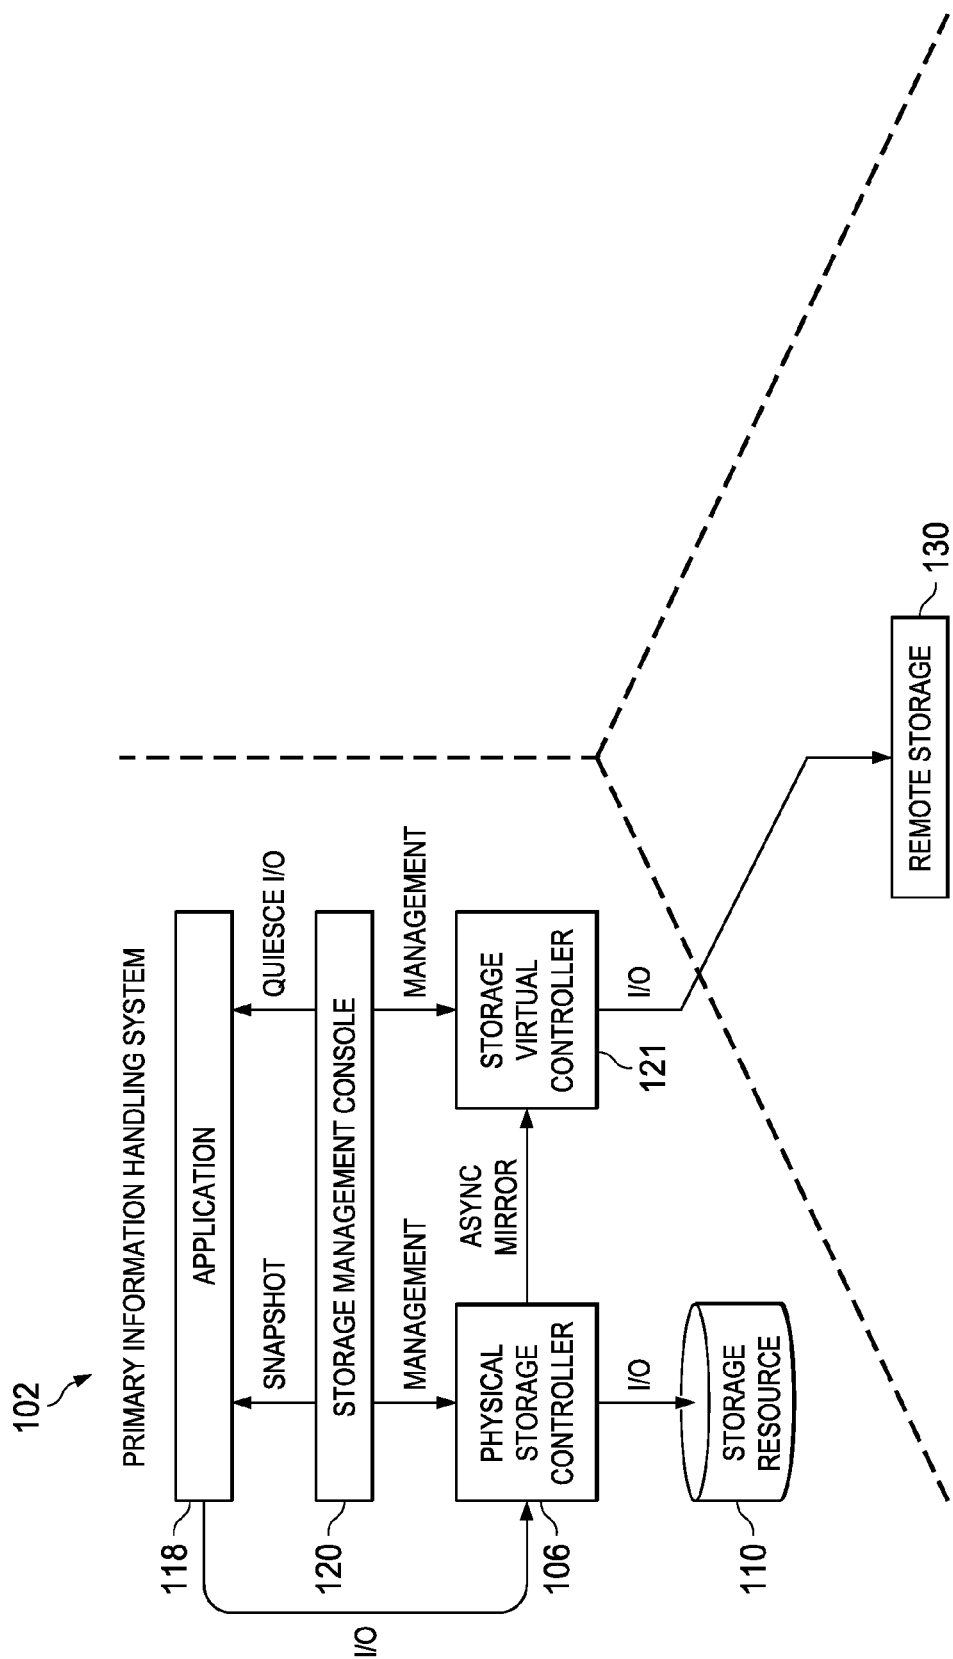 102
PRIMARY INFORMATION HANDLING SYSTEM
118
APPLICATION
SNAPSHOT
QUIESCE I/O
120
STORAGE MANAGEMENT CONSOLE
I/O
MANAGEMENT
MANAGEMENT
106
PHYSICAL
STORAGE
CONTROLLER
ASYNC
MIRROR
STORAGE
VIRTUAL
CONTROLLER
121
I/O
I/O
110
STORAGE
RESOURCE
REMOTE STORAGE
130